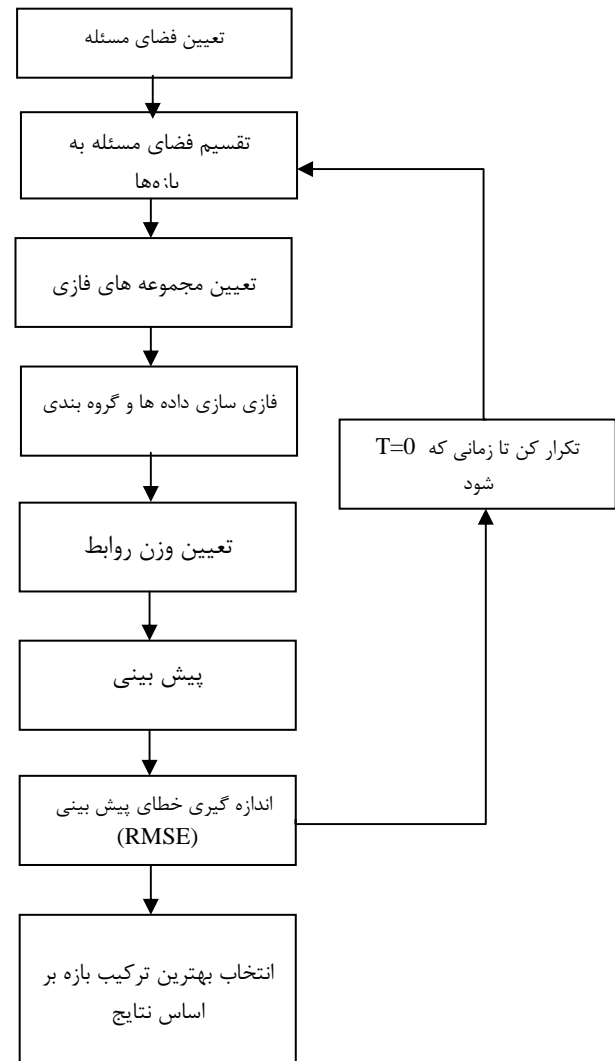 تعیین فضای مسئله
تقسیم فضای مسئله به
بازه‌ها
تعیین مجموعه های فازی
فازی سازی داده ها و گروه بندی
تکرار کن تا زمانی که T=0
شود
تعیین وزن روابط
پیش بینی
اندازه گیری خطای پیش بینی
(RMSE)
انتخاب بهترین ترکیب بازه بر
اساس نتایج